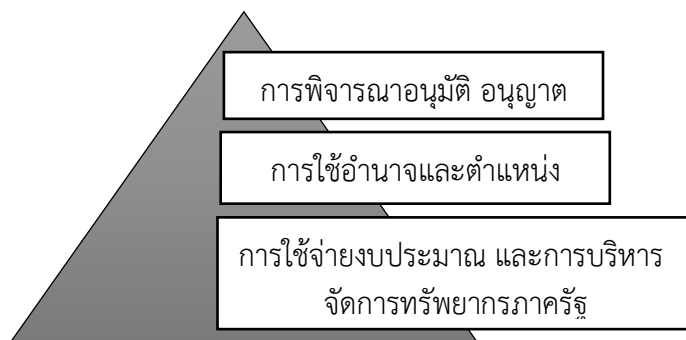 การพิจารณาอนุมัติ อนุญาต
การใช้อำนาจและตำแหน่ง
การใช้จ่ายงบประมาณ และการบริหาร
จัดการทรัพยากรภาครัฐ